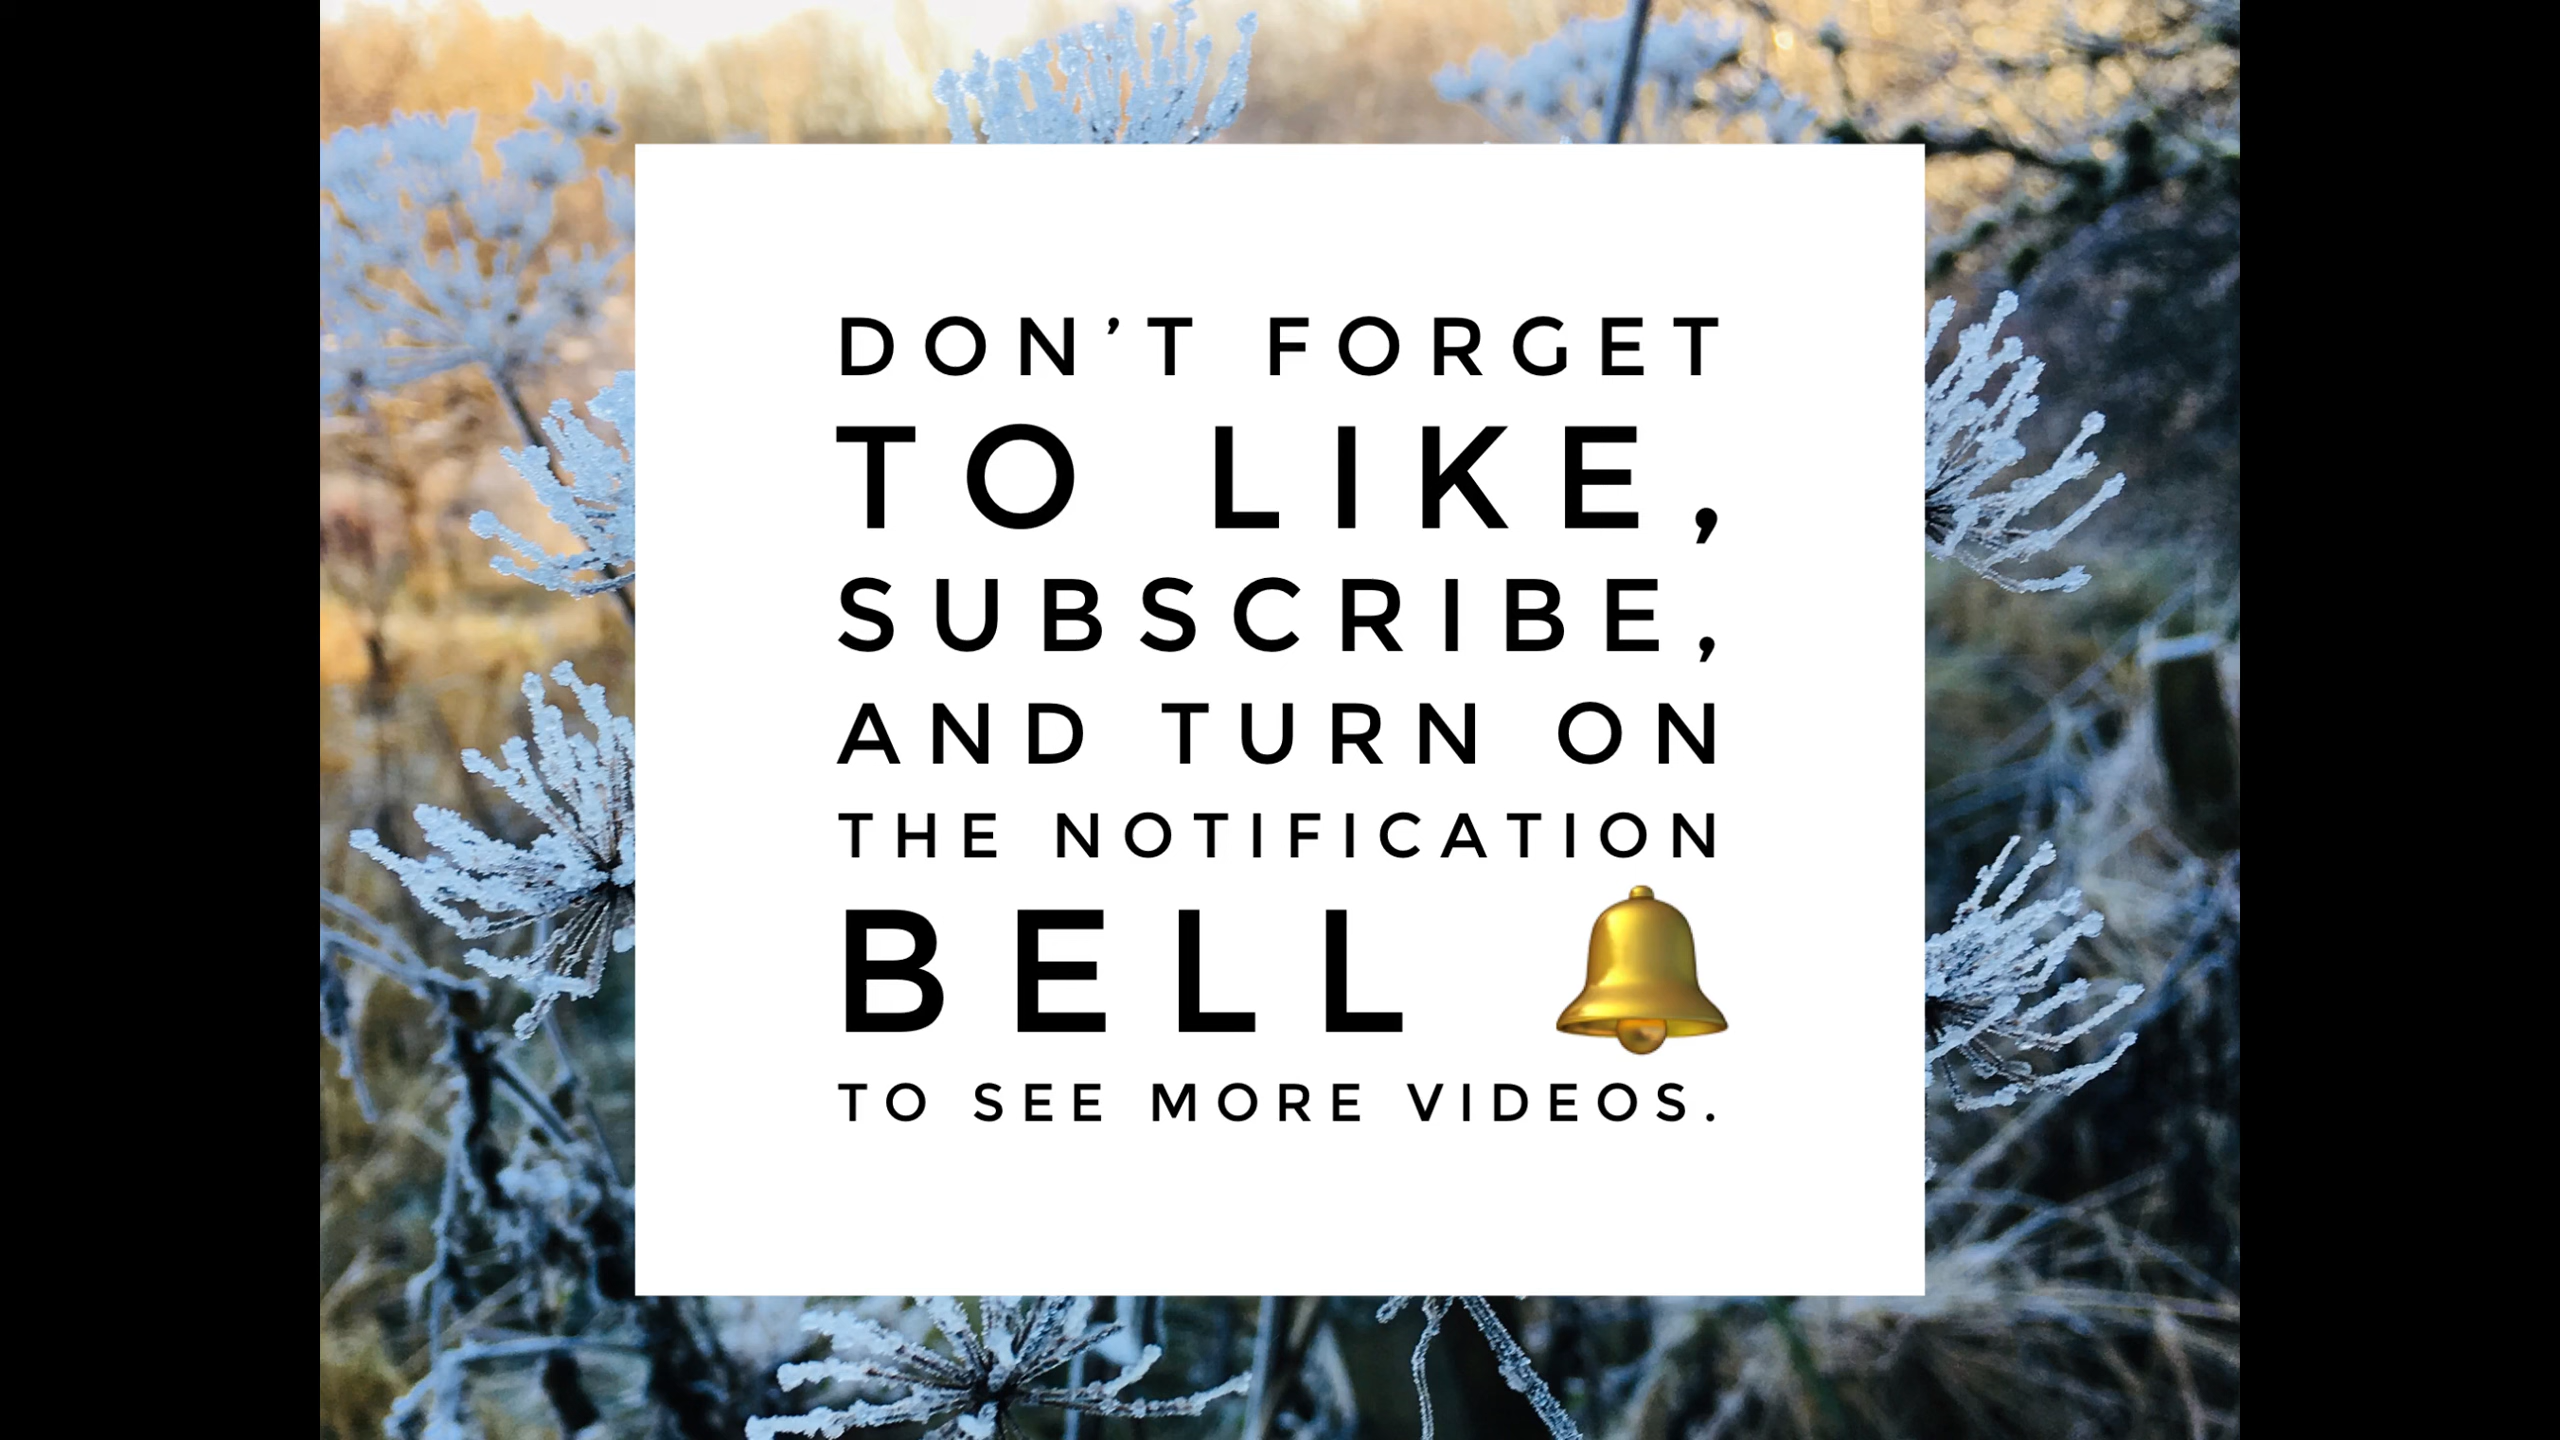 DON’T FORGET
TO LIKE,
SUBSCRIBE,
AND TURN ON
THE NOTIFICATION
BELL 🔔
TO SEE MORE VIDEOS.